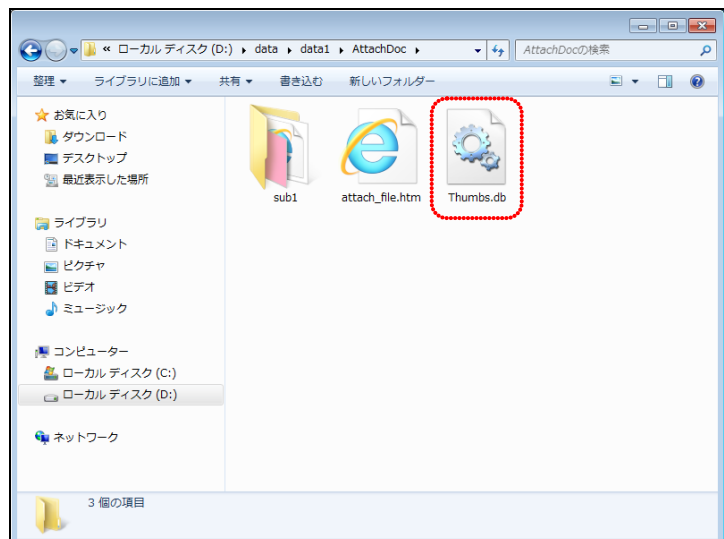 « ローカル ディスク (D:) ▸ data ▸ data1 ▸ AttachDoc ▸
AttachDocの検索
整理 ライブラリに追加 共有 書き込む 新しいフォルダー
お気に入り
ダウンロード
デスクトップ
最近表示した場所
ライブラリ
ドキュメント
ピクチャ
ビデオ
ミュージック
コンピューター
ローカル ディスク (C:)
ローカル ディスク (D:)
ネットワーク
sub1
attach_file.htm
Thumbs.db
3 個の項目